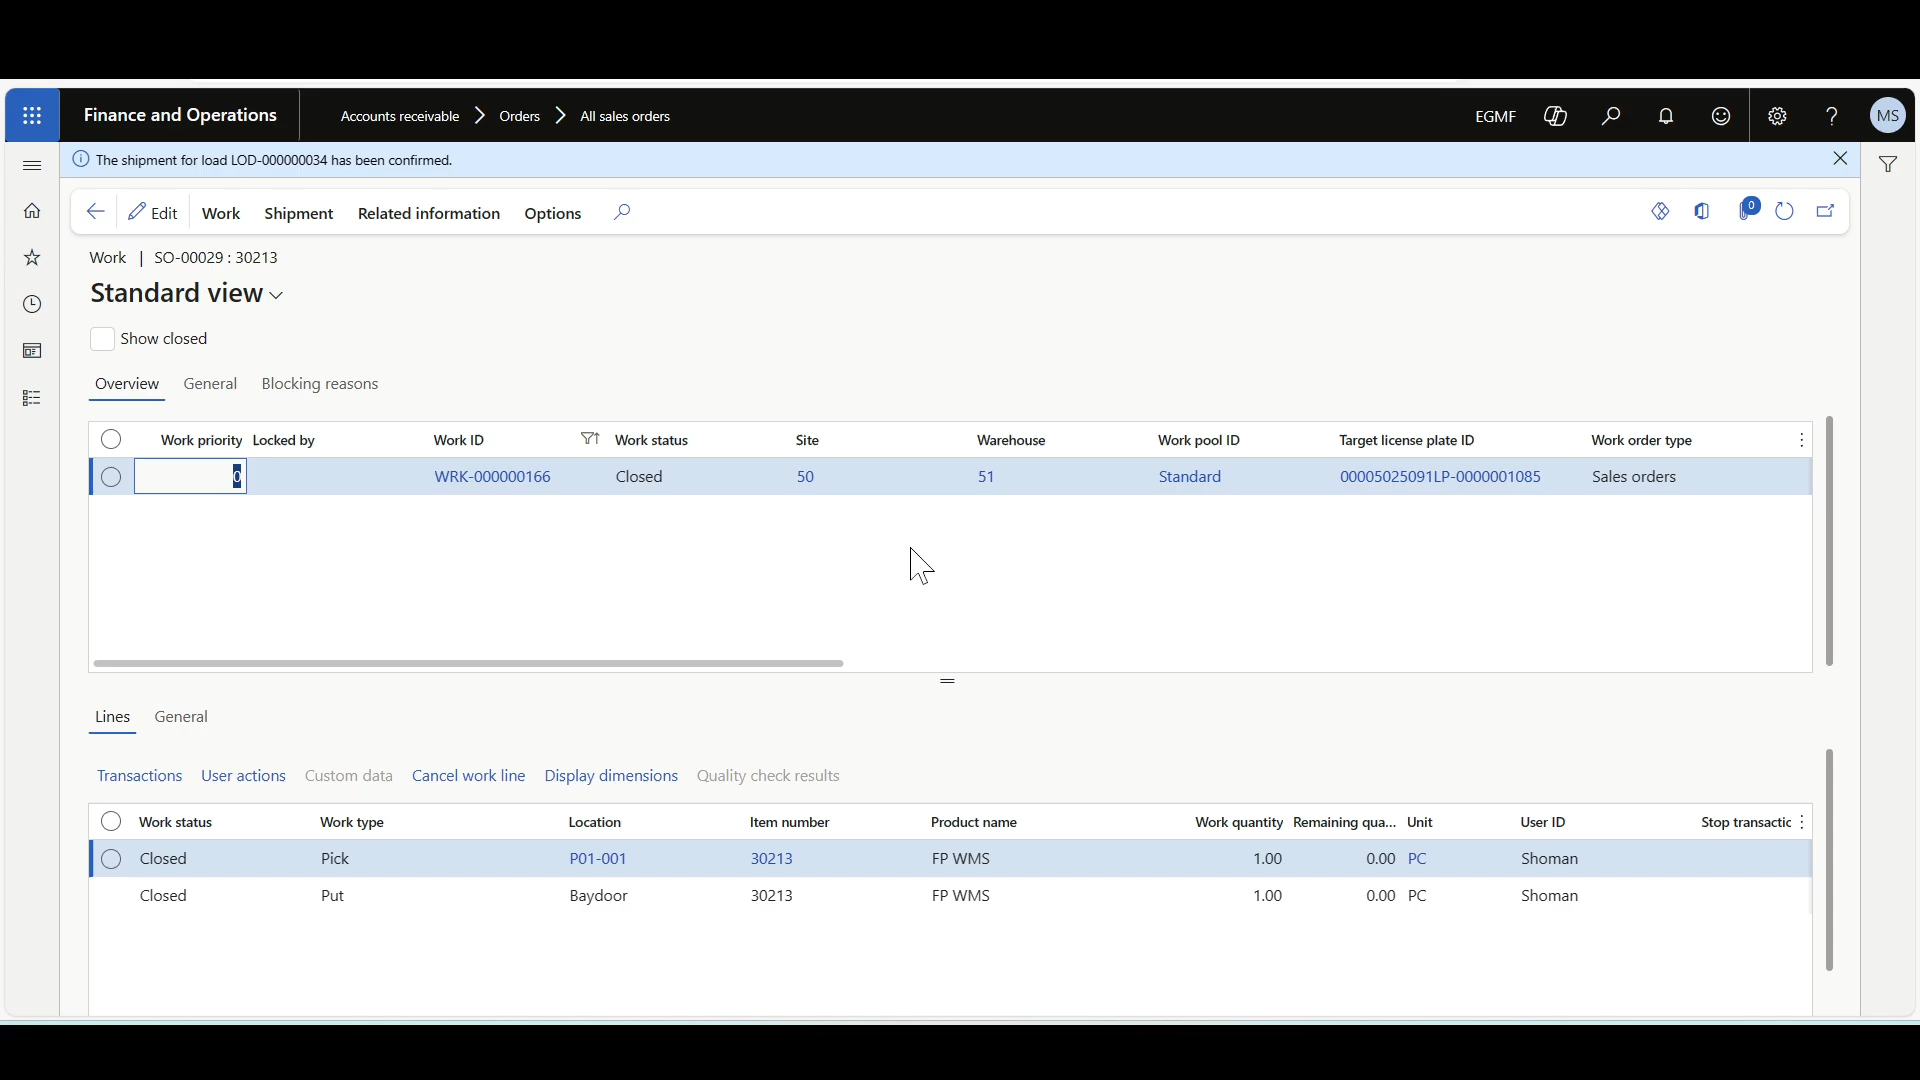 Finance and Operations
Accounts receivable > Orders > All sales orders
EGMF
MS
The shipment for load LOD-000000034 has been confirmed.
Edit Work Shipment Related information Options
0
Work | SO-00029 : 30213
Standard view
Show closed
Overview General Blocking reasons
Work priority Locked by Work ID Work status Site Warehouse Work pool ID Target license plate ID Work order type
0 WRK-000000166 Closed 50 51 Standard 00005025091LP-0000001085 Sales orders
Lines General
Transactions User actions Custom data Cancel work line Display dimensions Quality check results
Work status Work type Location Item number Product name Work quantity Remaining qua... Unit User ID Stop transactic
Closed Pick P01-001 30213 FP WMS 1.00 0.00 PC Shoman
Closed Put Baydoor 30213 FP WMS 1.00 0.00 PC Shoman